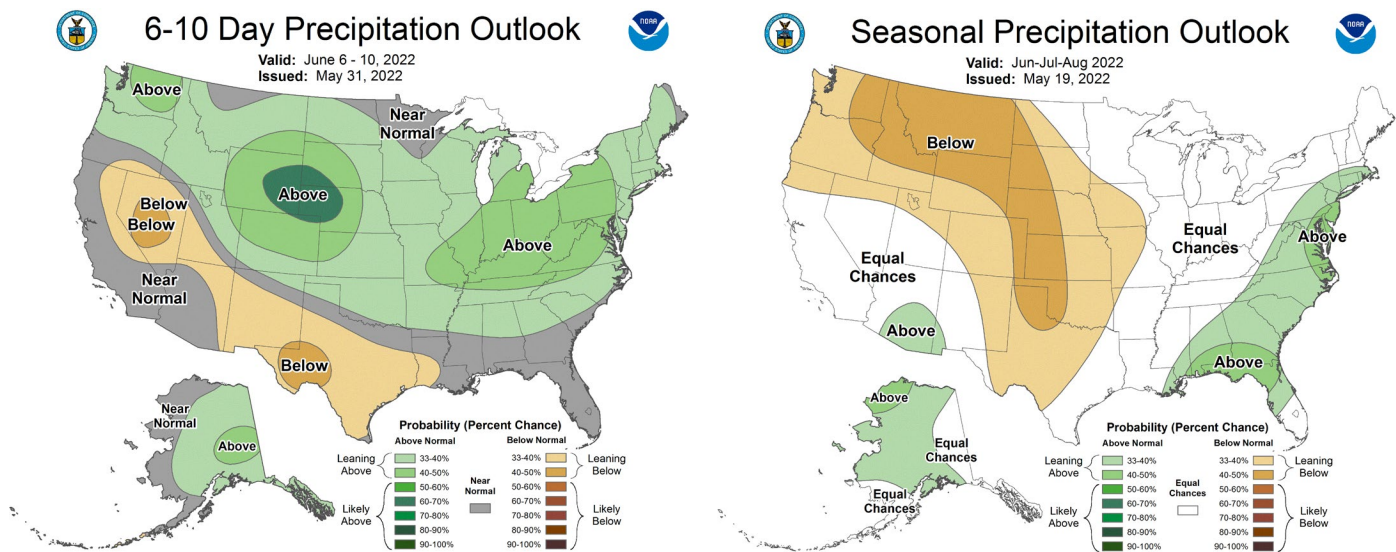 6-10 Day Precipitation Outlook
NOAA
Valid: June 6 - 10, 2022
Issued: May 31, 2022
Above
Near
Normal
Above
Below
Below
Above
Near
Normal
Below
Near
Normal
Above
Probability (Percent Chance)
Above Normal
Below Normal
Leaning
Above
33-40%
40-50%
Likely
Above
50-60%
60-70%
70-80%
80-90%
90-100%
Near
Normal
33-40%
40-50%
Leaning
Below
50-60%
60-70%
70-80%
80-90%
90-100%
Likely
Below
Seasonal Precipitation Outlook
NOAA
Valid: Jun-Jul-Aug 2022
Issued: May 19, 2022
Below
Equal
Chances
Above
Equal
Chances
Above
Above
Above
Equal
Chances
Equal
Chances
Probability (Percent Chance)
Above Normal
Below Normal
Leaning
Above
33-40%
40-50%
Likely
Above
50-60%
60-70%
70-80%
80-90%
90-100%
Equal
Chances
33-40%
40-50%
Leaning
Below
50-60%
60-70%
70-80%
80-90%
90-100%
Likely
Below